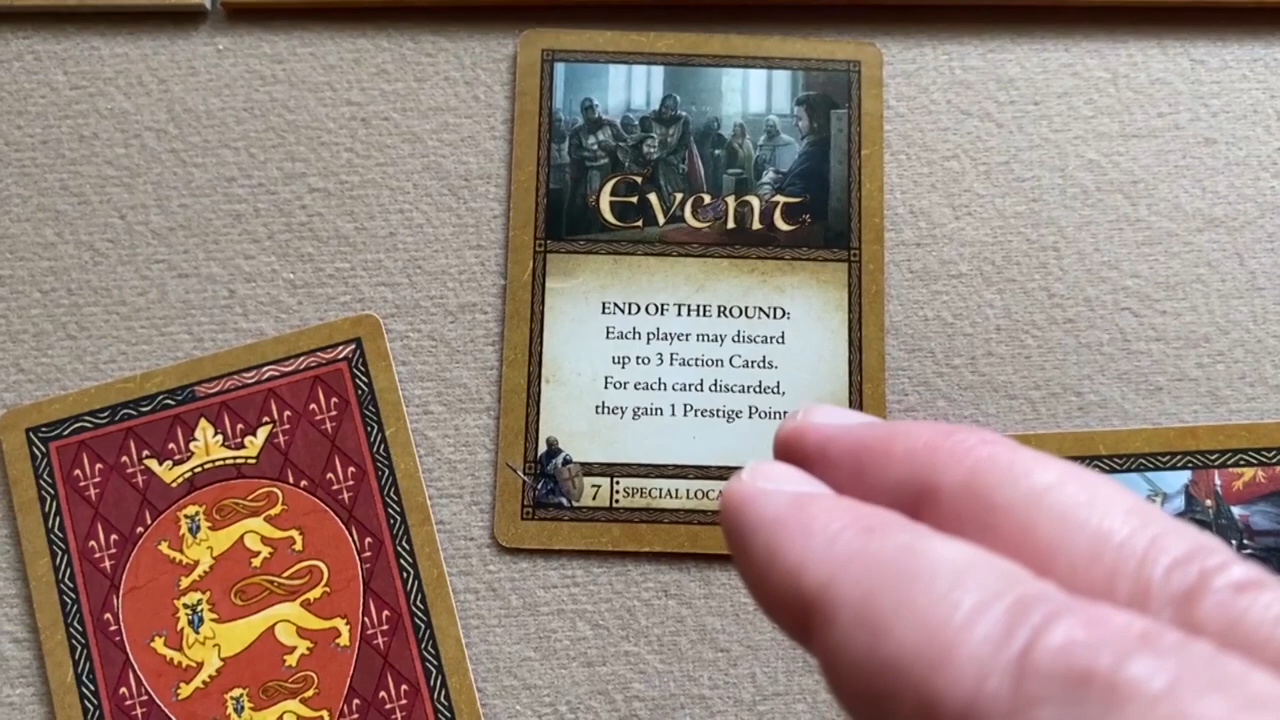 Event
END OF THE ROUND:
Each player may discard
up to 3 Faction Cards.
For each card discarded,
they gain 1 Prestige Point
7 SPECIAL